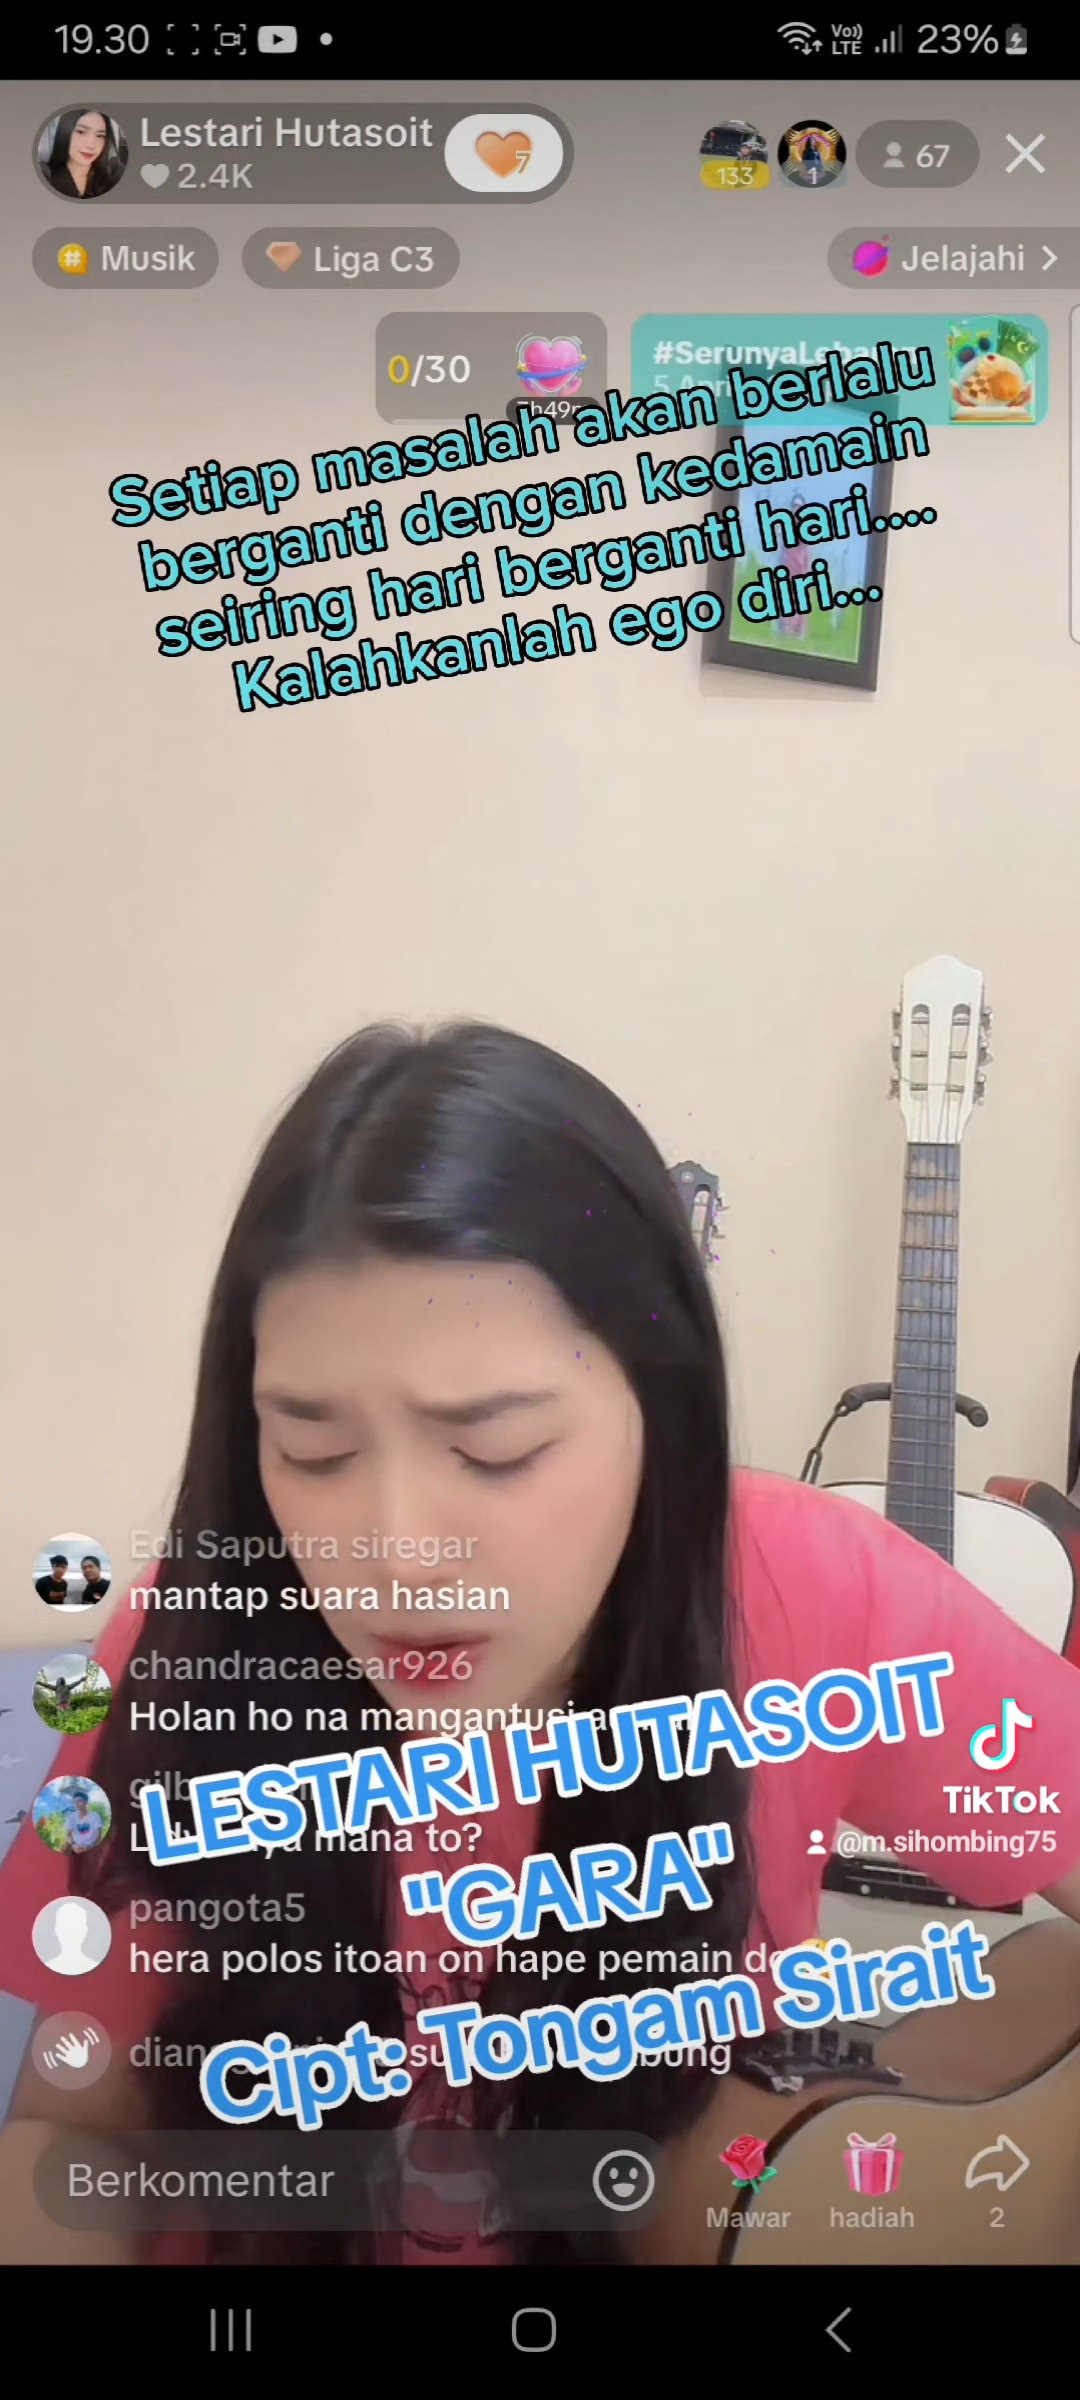 19.30
Vo)) LTE
23%
Lestari Hutasoit
2.4K
7
133
1
67
Musik
Liga C3
Jelajahi
0/30
5 Apri
Setiap masalah akan berlalu
berganti dengan kedamain
seiring hari berganti hari....
Kalahkanlah ego diri...
Edi Saputra siregar
mantap suara hasian
chandracaesar926
Holan ho na mangantusi
mana to?
pangota5
hera polos itoan on hape pemain
LESTARI HUTASOIT
"GARA"
Cipt: Tongam Sirait
TikTok
@m.sihombing75
Berkomentar
Mawar
hadiah
2